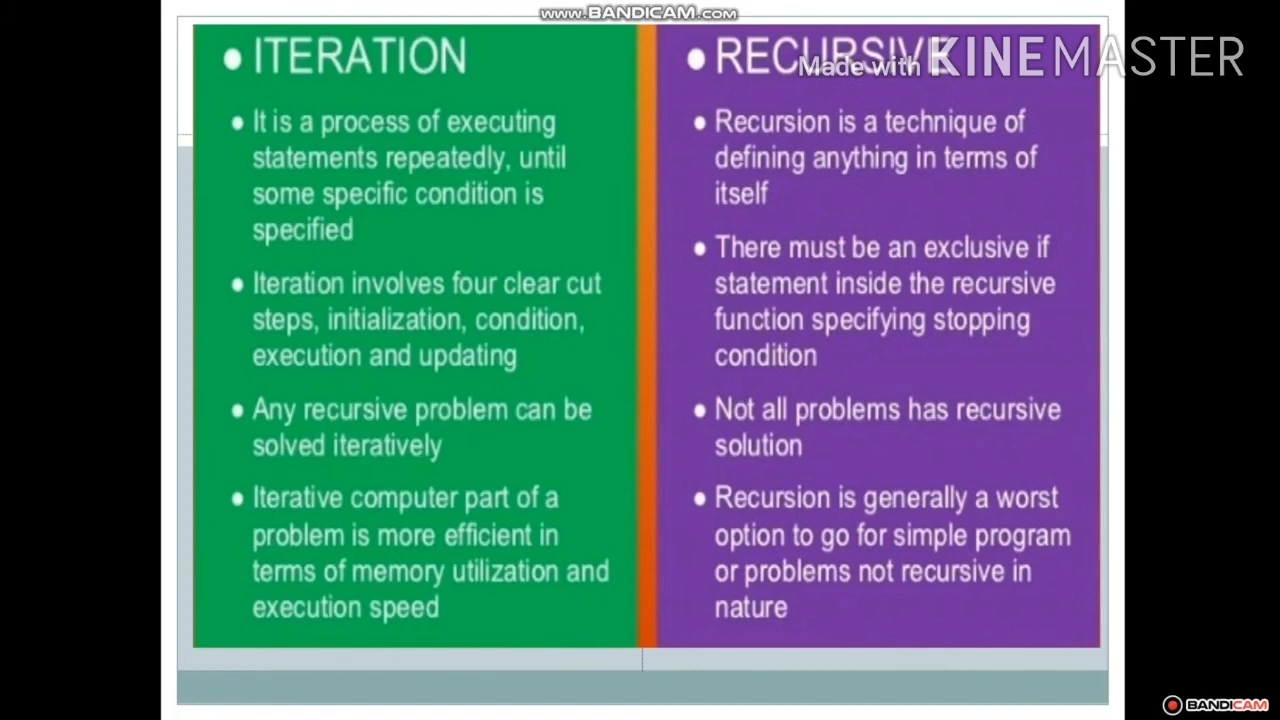 www.BANDICAM.com
• ITERATION
• It is a process of executing
statements repeatedly, until
some specific condition is
specified
• Iteration involves four clear cut
steps, initialization, condition,
execution and updating
• Any recursive problem can be
solved iteratively
• Iterative computer part of a
problem is more efficient in
terms of memory utilization and
execution speed
• RECURSIVE
Made with KINEMASTER
• Recursion is a technique of
defining anything in terms of
itself
• There must be an exclusive if
statement inside the recursive
function specifying stopping
condition
• Not all problems has recursive
solution
• Recursion is generally a worst
option to go for simple program
or problems not recursive in
nature
BANDICAM